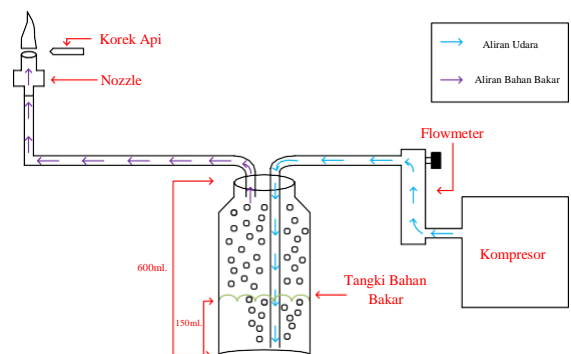 Korek Api
Nozzle
Aliran Udara
Aliran Bahan Bakar
Flowmeter
Kompresor
600ml.
Tangki Bahan
Bakar
150ml.